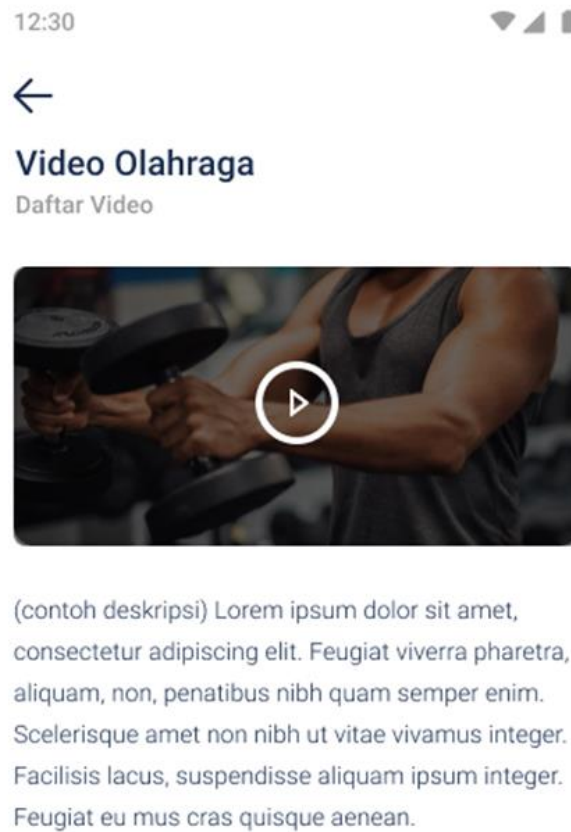 12:30
Video Olahraga
Daftar Video
(contoh deskripsi) Lorem ipsum dolor sit amet,
consectetur adipiscing elit. Feugiat viverra pharetra,
aliquam, non, penatibus nibh quam semper enim.
Scelerisque amet non nibh ut vitae vivamus integer.
Facilisis lacus, suspendisse aliquam ipsum integer.
Feugiat eu mus cras quisque aenean.